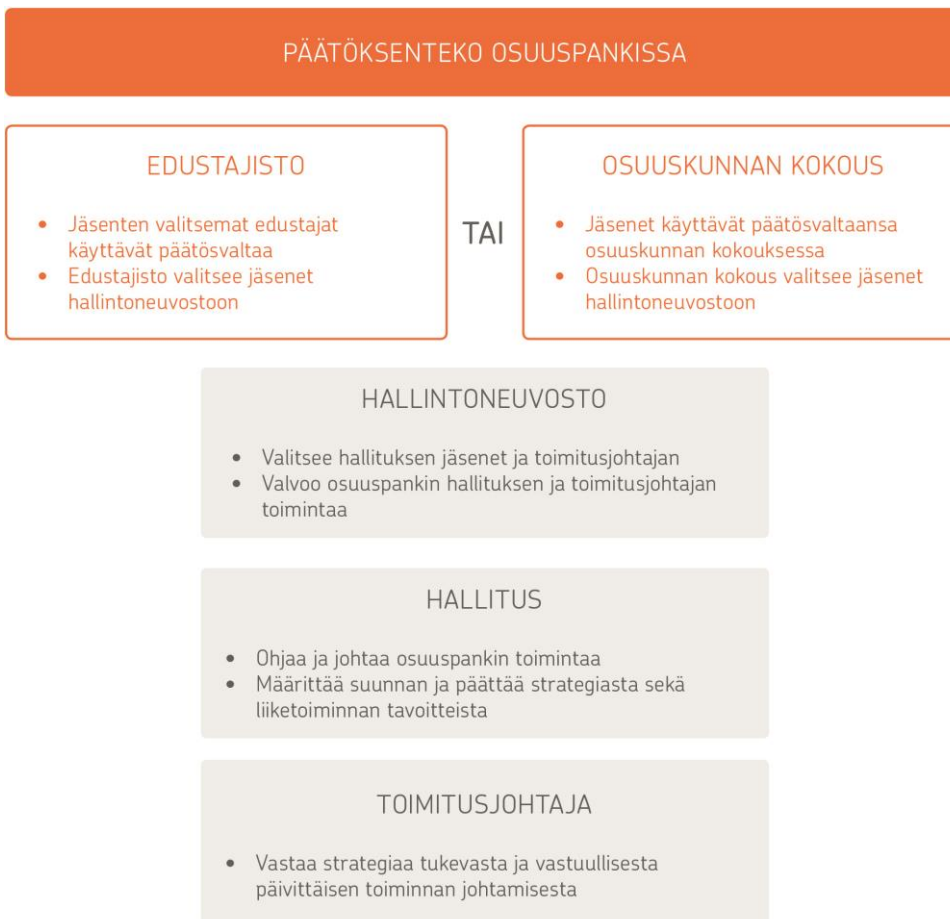 PÄÄTÖKSENTEKO OSUUSPANKISSA
EDUSTAJISTO
• Jäsenten valitsemat edustajat
käyttävät päätösvaltaa
• Edustajisto valitsee jäsenet
hallintoneuvostoon
TAI
OSUUSKUNNAN KOKOUS
• Jäsenet käyttävät päätösvaltaansa
osuuskunnan kokouksessa
• Osuuskunnan kokous valitsee jäsenet
hallintoneuvostoon
HALLINTONEUVOSTO
• Valitsee hallituksen jäsenet ja toimitusjohtajan
• Valvoo osuuspankin hallituksen ja toimitusjohtajan
toimintaa
HALLITUS
• Ohjaa ja johtaa osuuspankin toimintaa
• Määrittää suunnan ja päättää strategiasta sekä
liiketoiminnan tavoitteista
TOIMITUSJOHTAJA
• Vastaa strategiaa tukevasta ja vastuullisesta
päivittäisen toiminnan johtamisesta